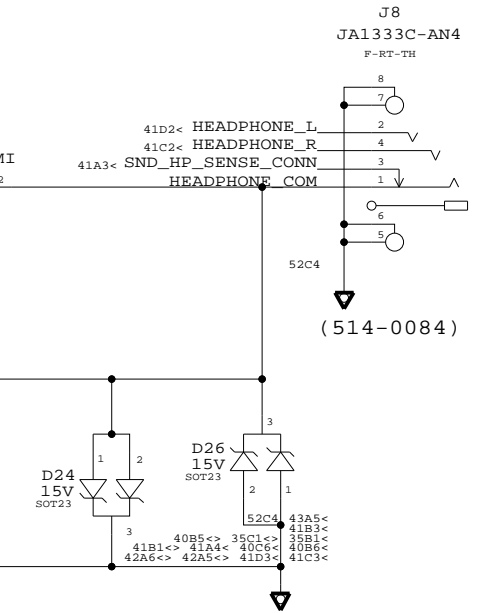 J8
JA1333C-AN4
F-RT-TH
8
7
41D2< HEADPHONE_L 2
41C2< HEADPHONE_R 4
MI 41A3< SND_HP_SENSE_CONN 3
2 HEADPHONE_COM 1
6
5
52C4
(514-0084)
3
D26
15V
SOT23
1 2
D24
15V
SOT23
2 1
3
52C4 43A5<
41B3<
40B5<> 35C1<> 35B1<
41B1<> 41A4< 40C6< 40B6<
42A6<> 42A5<> 41D3< 41C3<